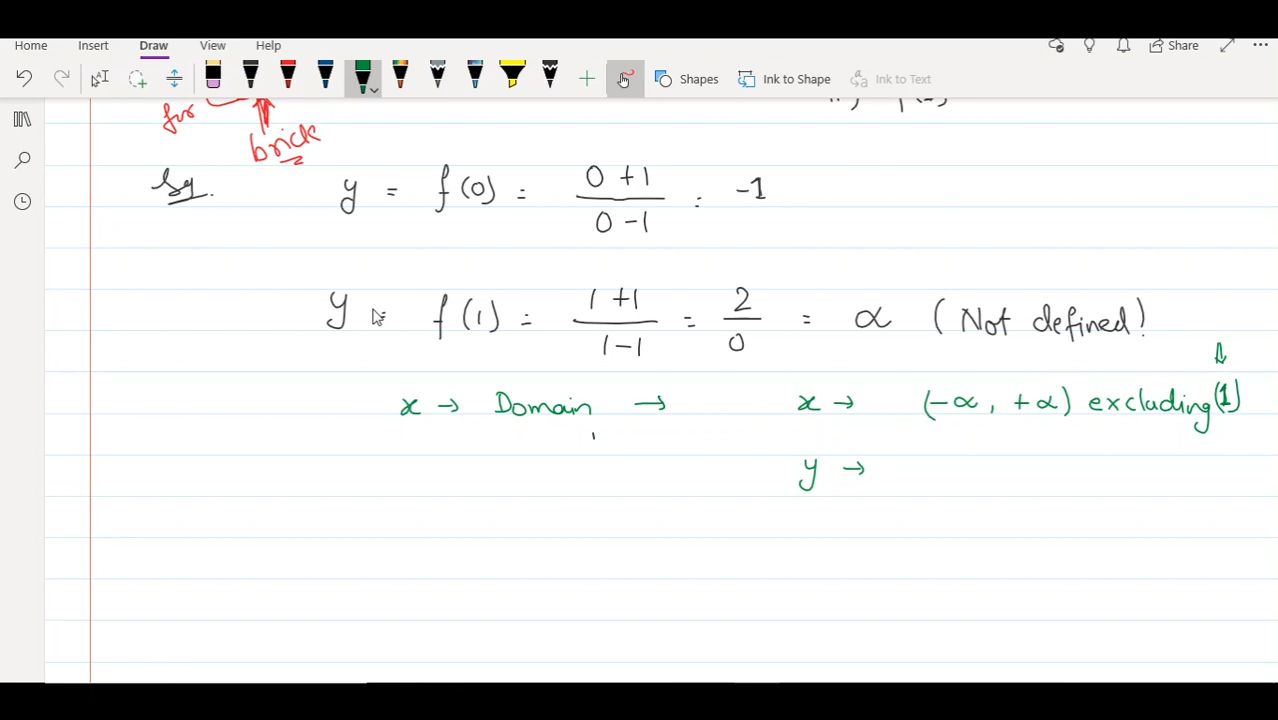 Home Insert Draw View Help Share
Shapes Ink to Shape Ink to Text
for
brick
y = f(0) = 0+1 / 0-1 = -1
y = f(1) = 1+1 / 1-1 = 2/0 = α (Not defined!
x → Domain → x → (-α, +α) excluding (1)
y →